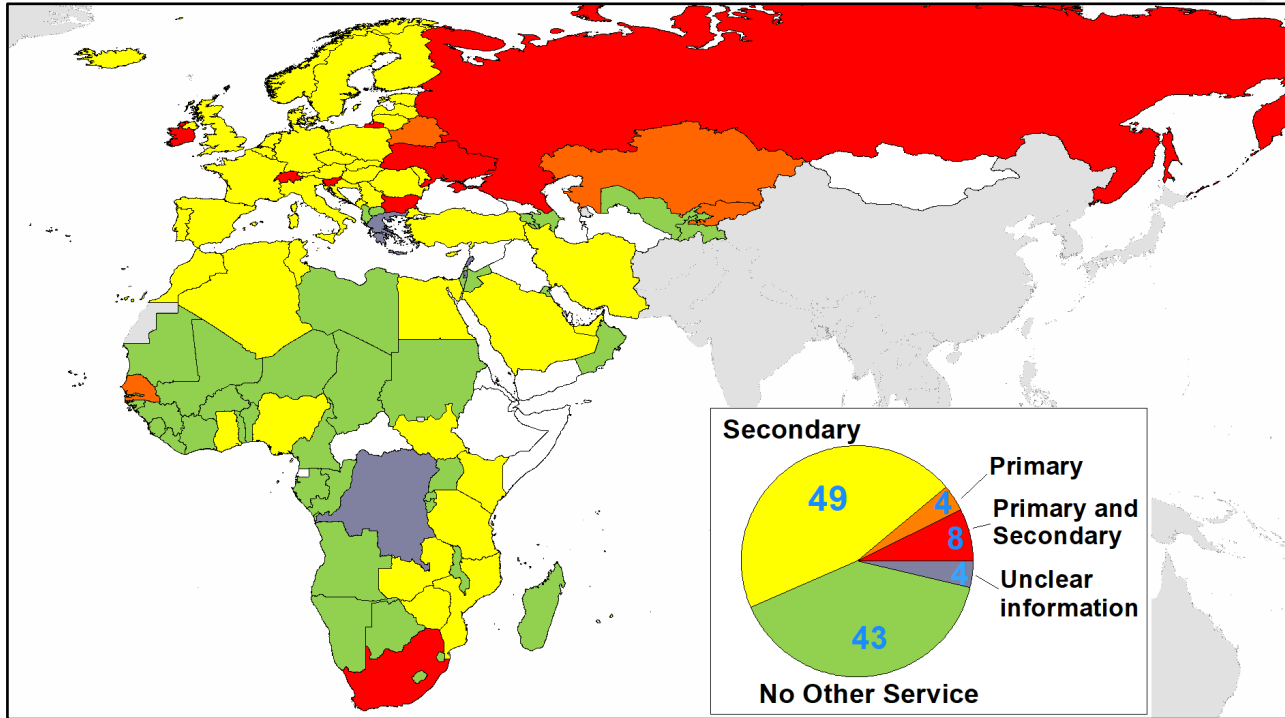 Secondary
49
Primary
4
Primary and
Secondary
8
Unclear
information
4
43
No Other Service